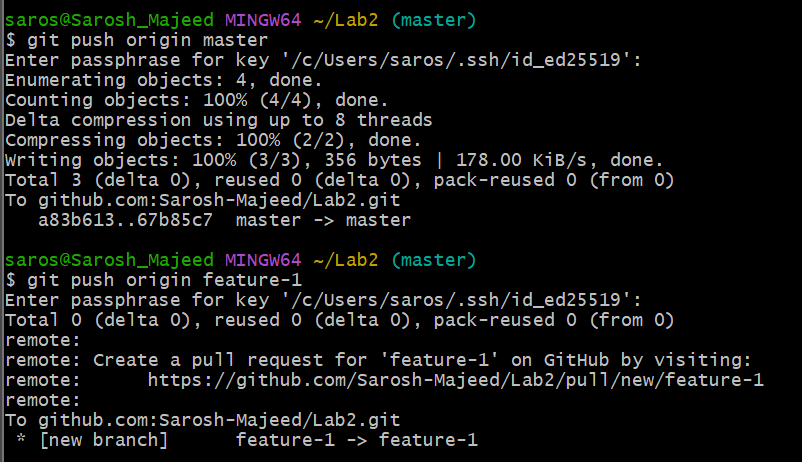 saros@Sarosh_Majeed MINGW64 ~/Lab2 (master)
$ git push origin master
Enter passphrase for key '/c/Users/saros/.ssh/id_ed25519':
Enumerating objects: 4, done.
Counting objects: 100% (4/4), done.
Delta compression using up to 8 threads
Compressing objects: 100% (2/2), done.
Writing objects: 100% (3/3), 356 bytes | 178.00 KiB/s, done.
Total 3 (delta 0), reused 0 (delta 0), pack-reused 0 (from 0)
To github.com:Sarosh-Majeed/Lab2.git
   a83b613..67b85c7  master -> master
saros@Sarosh_Majeed MINGW64 ~/Lab2 (master)
$ git push origin feature-1
Enter passphrase for key '/c/Users/saros/.ssh/id_ed25519':
Total 0 (delta 0), reused 0 (delta 0), pack-reused 0 (from 0)
remote:
remote: Create a pull request for 'feature-1' on GitHub by visiting:
remote:      https://github.com/Sarosh-Majeed/Lab2/pull/new/feature-1
remote:
To github.com:Sarosh-Majeed/Lab2.git
 * [new branch]      feature-1 -> feature-1